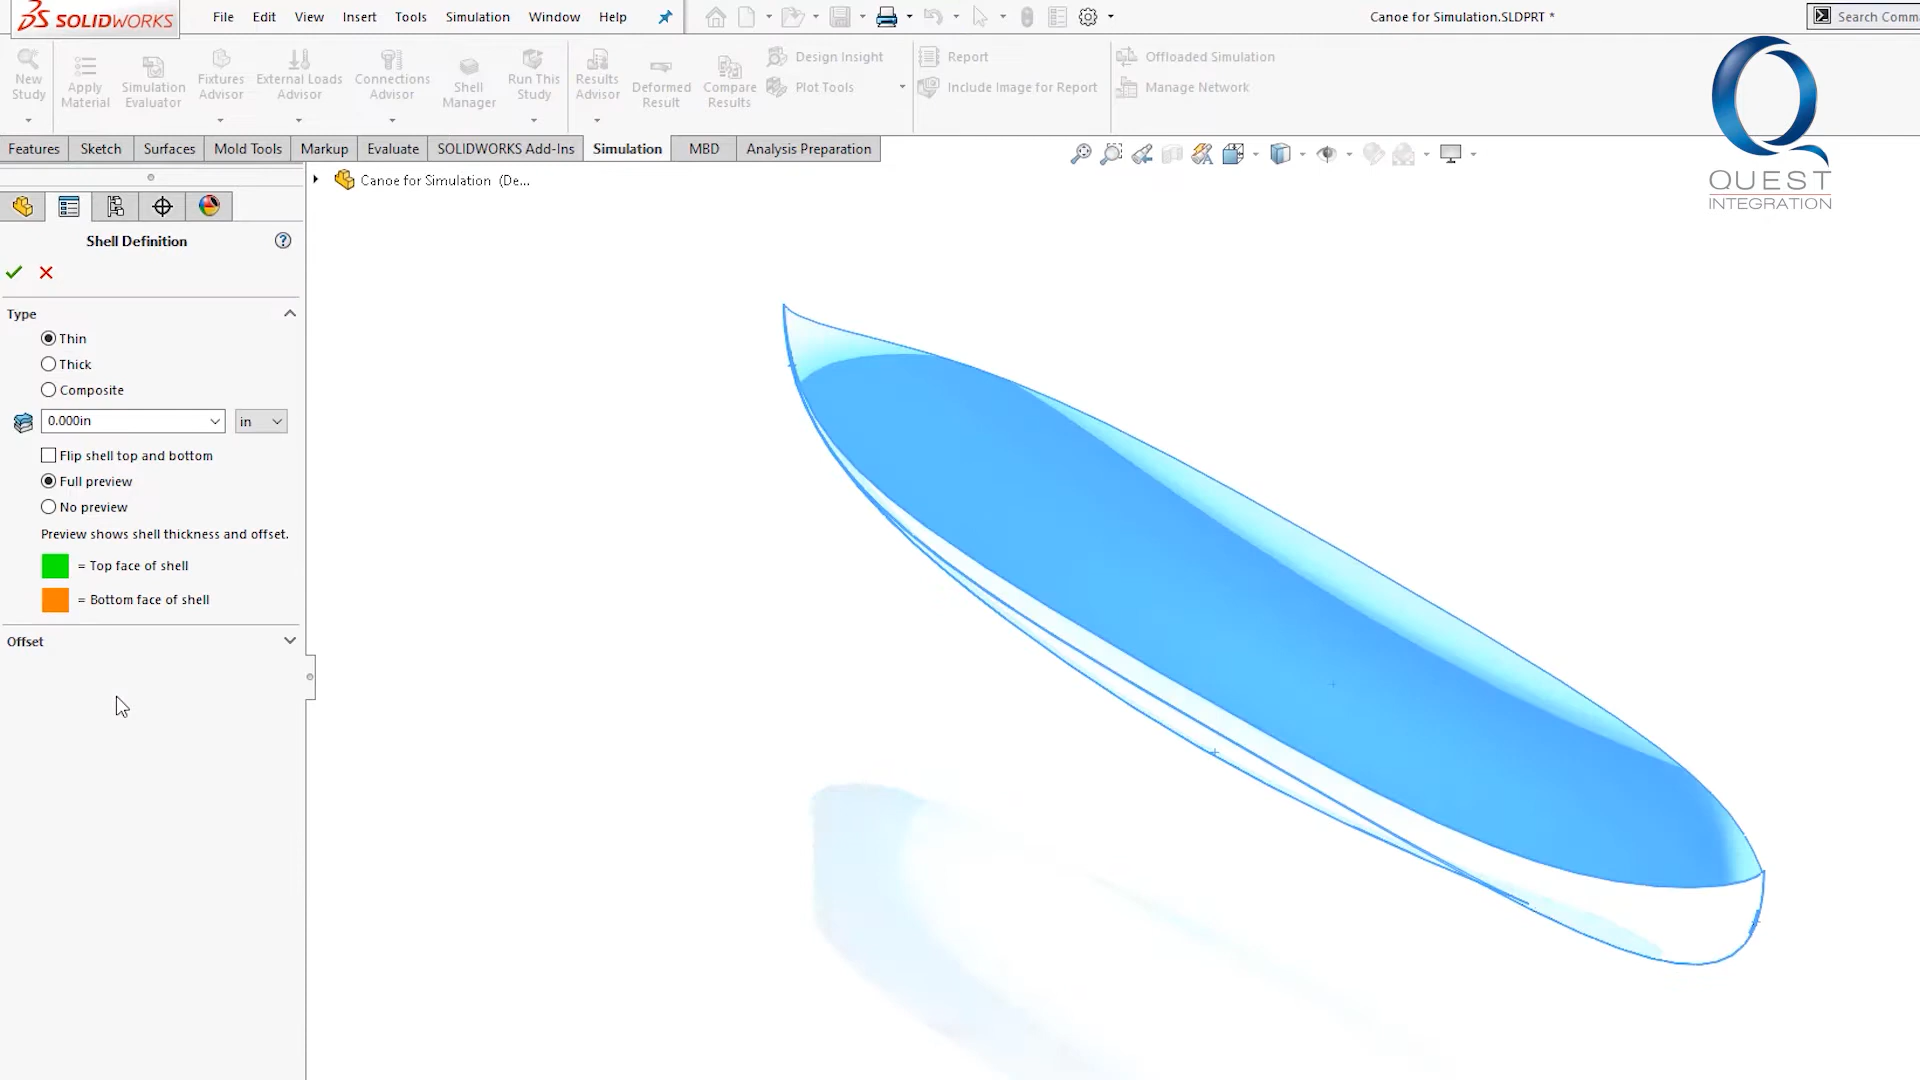 SOLIDWORKS
File Edit View Insert Tools Simulation Window Help
Canoe for Simulation.SLDPRT *
Search Comma
New Study
Apply Material
Simulation Evaluator
Fixtures Advisor
External Loads Advisor
Connections Advisor
Shell Manager
Run This Study
Results Advisor
Deformed Result
Compare Results
Design Insight
Plot Tools
Report
Include Image for Report
Offloaded Simulation
Manage Network
Features Sketch Surfaces Mold Tools Markup Evaluate SOLIDWORKS Add-Ins Simulation MBD Analysis Preparation
QUEST
INTEGRATION
Canoe for Simulation (De...
Shell Definition
Type
Thin
Thick
Composite
0.000in in
Flip shell top and bottom
Full preview
No preview
Preview shows shell thickness and offset.
= Top face of shell
= Bottom face of shell
Offset